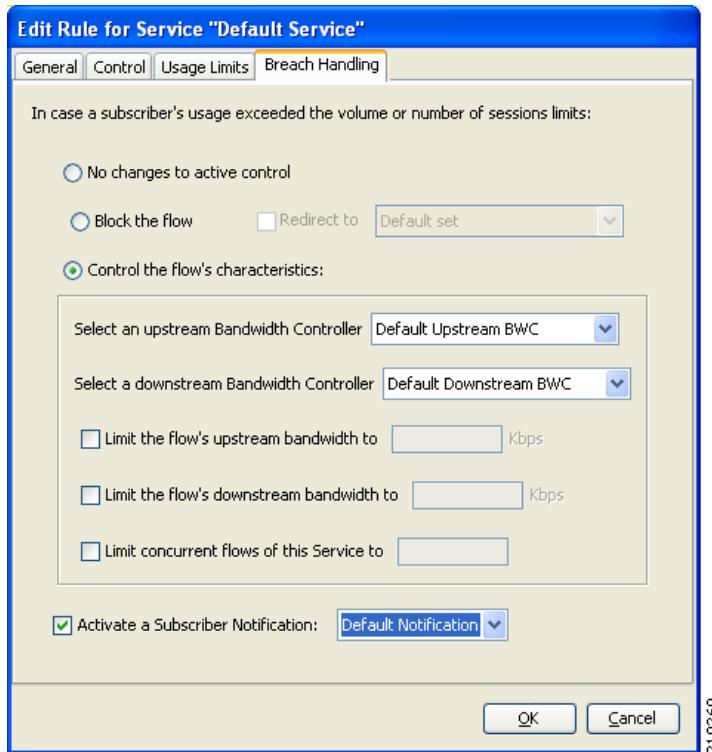 Edit Rule for Service "Default Service"
General Control Usage Limits Breach Handling
In case a subscriber's usage exceeded the volume or number of sessions limits:
No changes to active control
Block the flow Redirect to Default set
Control the flow's characteristics:
Select an upstream Bandwidth Controller Default Upstream BWC
Select a downstream Bandwidth Controller Default Downstream BWC
Limit the flow's upstream bandwidth to Kbps
Limit the flow's downstream bandwidth to Kbps
Limit concurrent flows of this Service to
Activate a Subscriber Notification: Default Notification
OK Cancel